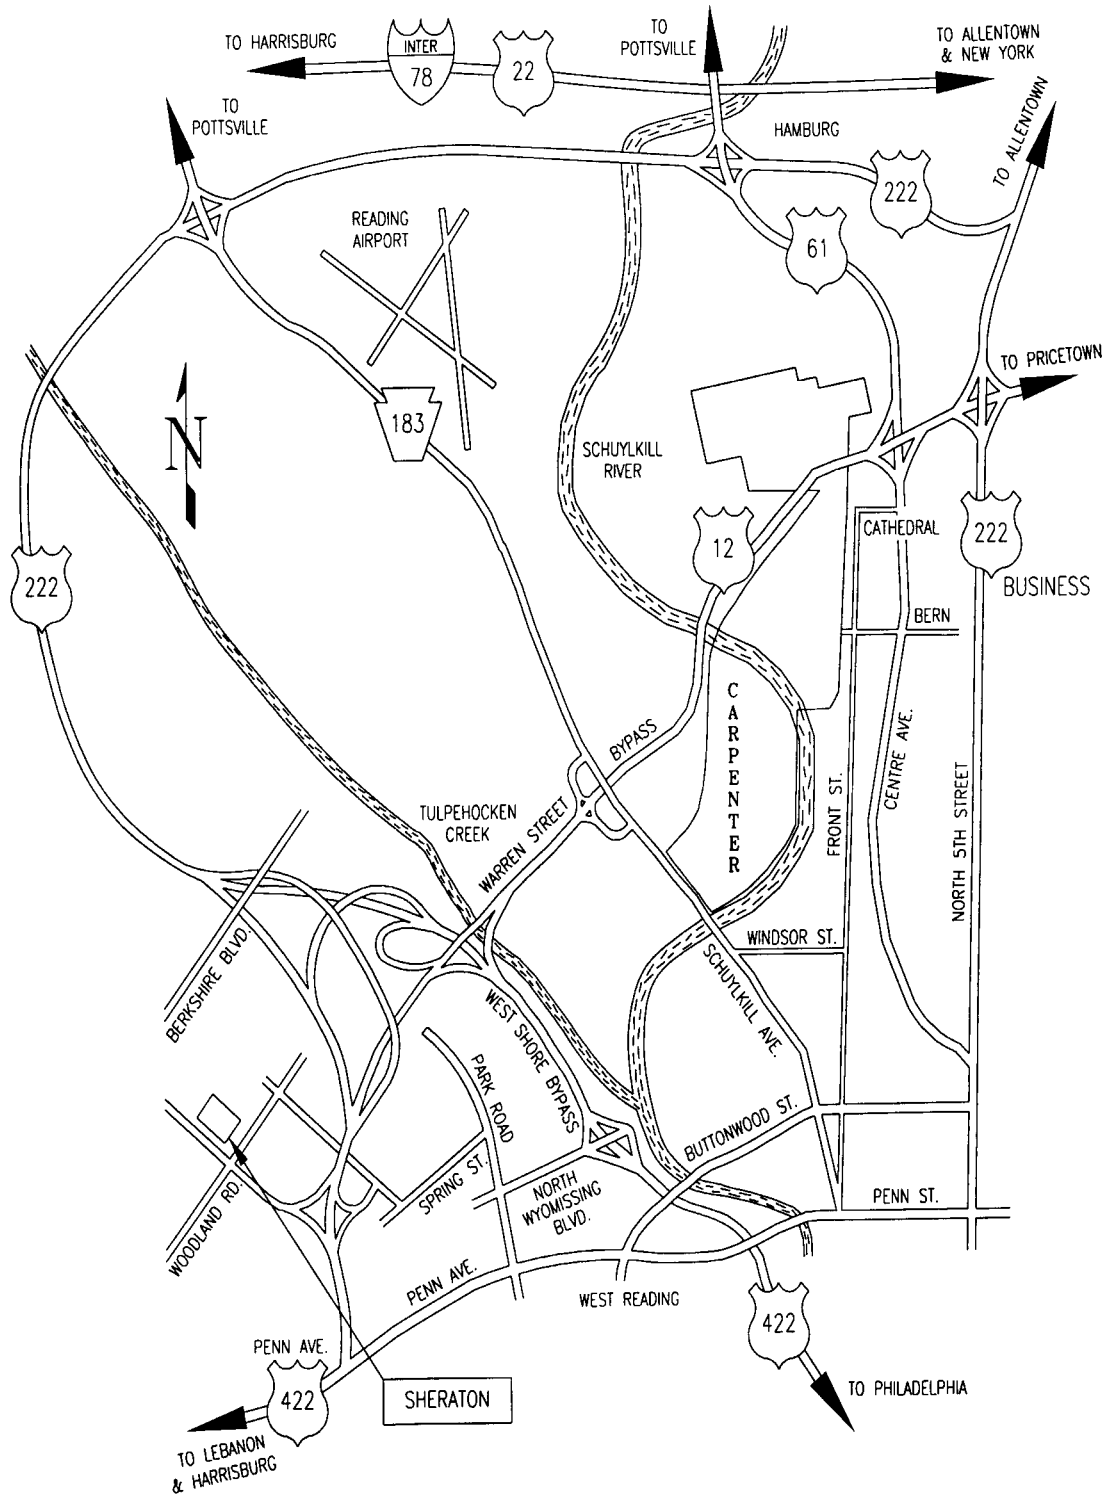 TO HARRISBURG
INTER
78
22
TO
POTTSVILLE
TO ALLENTOWN
& NEW YORK
TO
POTTSVILLE
HAMBURG
TO ALLENTOWN
222
READING
AIRPORT
61
TO PRICETOWN
183
N
SCHUYLKILL
RIVER
12
CATHEDRAL
222
BUSINESS
222
BERN
CARPENTER
BYPASS
CENTRE AVE.
FRONT ST.
NORTH 5TH STREET
TULPEHOCKEN
CREEK
WARREN STREET
WINDSOR ST.
BERKSHIRE BLVD.
SCHUYLKILL AVE.
WEST SHORE BYPASS
PARK ROAD
BUTTONWOOD ST.
SPRING ST.
NORTH
WYOMISSING
BLVD.
PENN ST.
WOODLAND RD.
PENN AVE.
WEST READING
422
PENN AVE.
TO PHILADELPHIA
422
SHERATON
TO LEBANON
& HARRISBURG